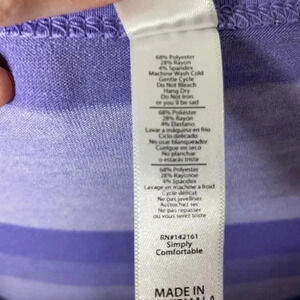 68% Polyester
28% Rayon
4% Spandex
Machine Wash Cold
Gentle Cycle
Do Not Bleach
Hang Dry
Do Not Iron
or you'll be sad
68% Poliéster
28% Rayón
4% Elastano
Lavar a máquina en frío
Ciclo delicado
No use blanqueador
Cuelgue en seco
No planchar
o estarás triste
68% Polyester
28% Rayonne
4% Spandex
Lavage en machine à froid
Cycle délicat
Ne pas javelliser
Accrochez sec
Ne pas repasser
ou vous serez triste
RN#142161
Simply
Comfortable
MADE IN